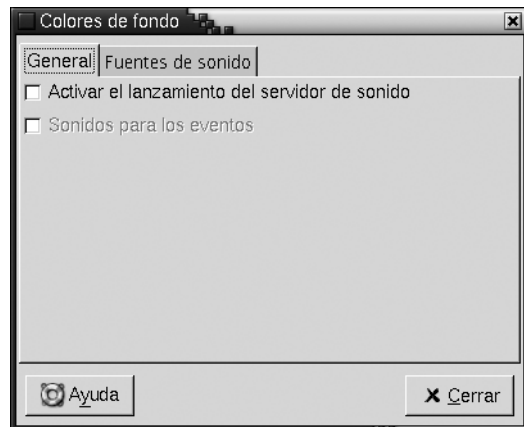 Colores de fondo
General Fuentes de sonido
Activar el lanzamiento del servidor de sonido
Sonidos para los eventos
Ayuda Cerrar